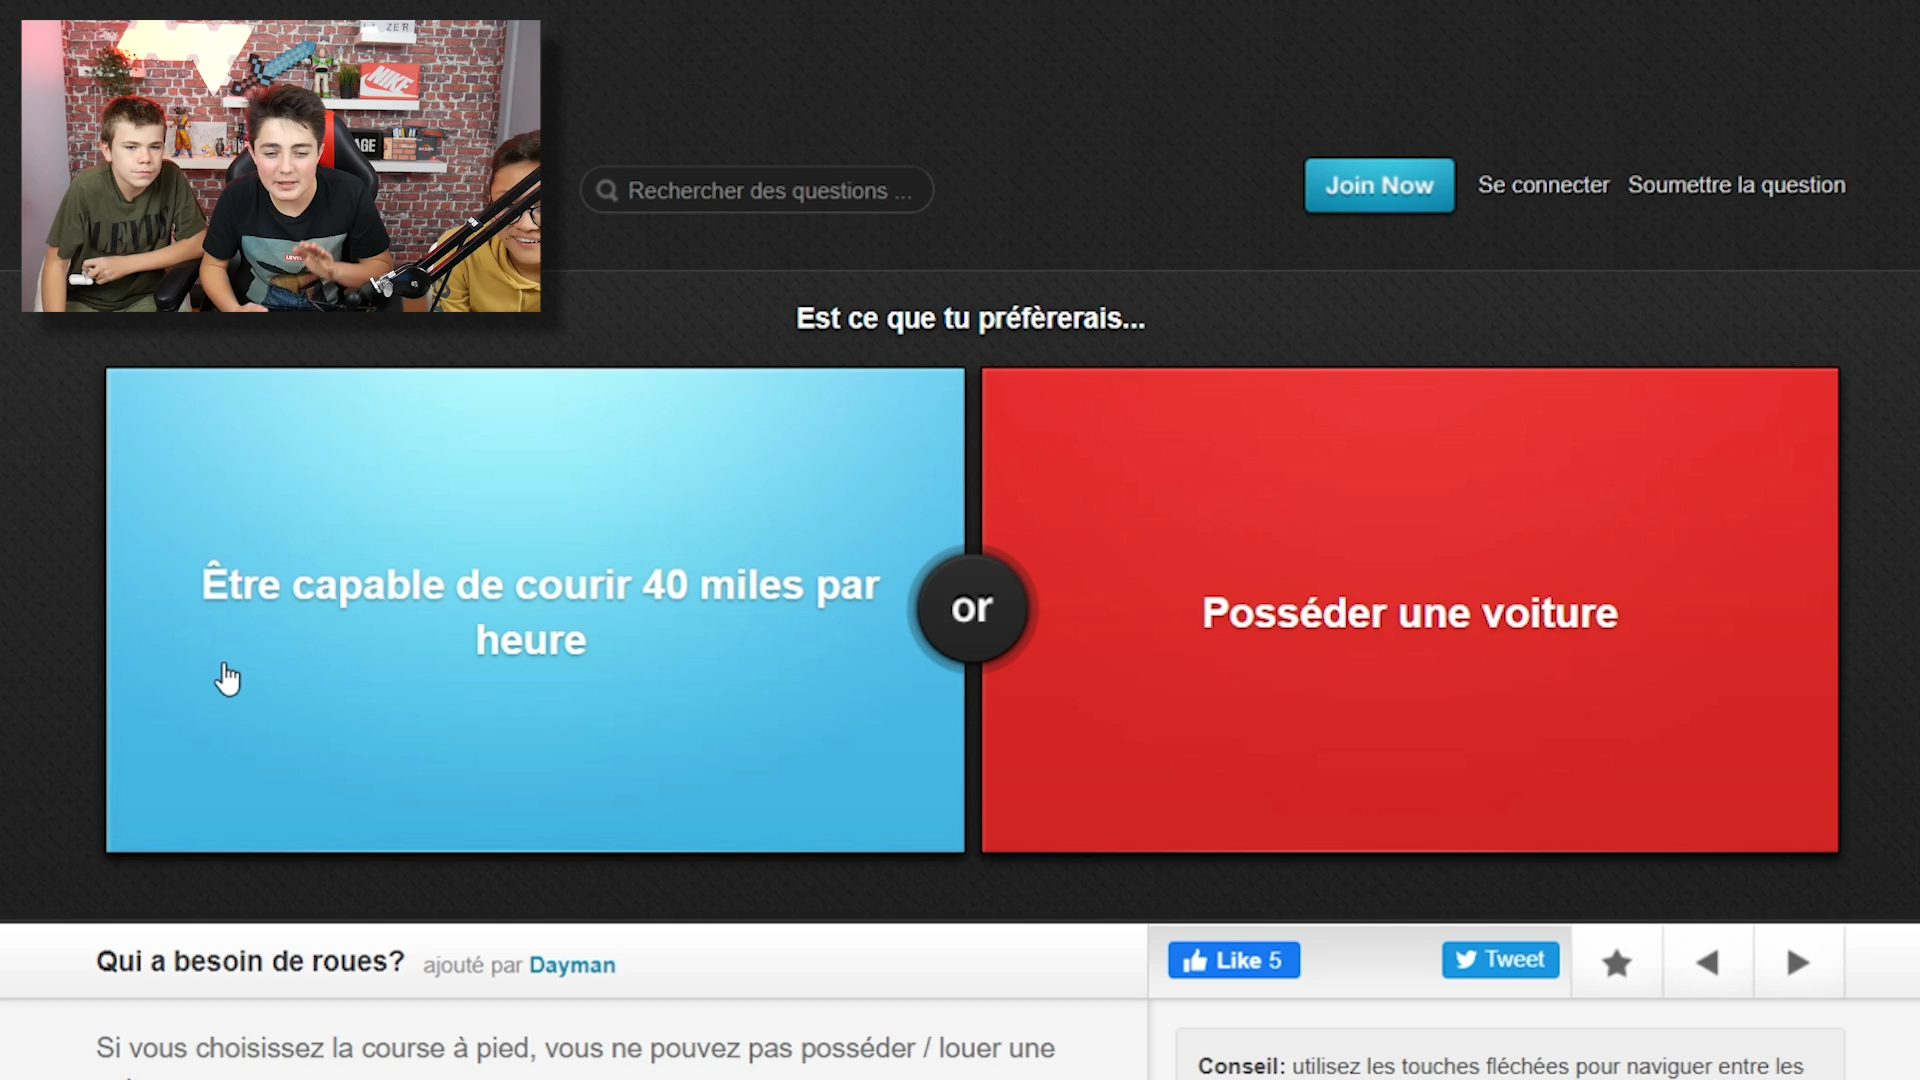 NIKE
Rechercher des questions ...
Join Now
Se connecter
Soumettre la question
Est ce que tu préfèrerais...
Être capable de courir 40 miles par
heure
or
Posséder une voiture
Qui a besoin de roues?
ajouté par Dayman
Like 5
Tweet
Si vous choisissez la course à pied, vous ne pouvez pas posséder / louer une
Conseil: utilisez les touches fléchées pour naviguer entre les